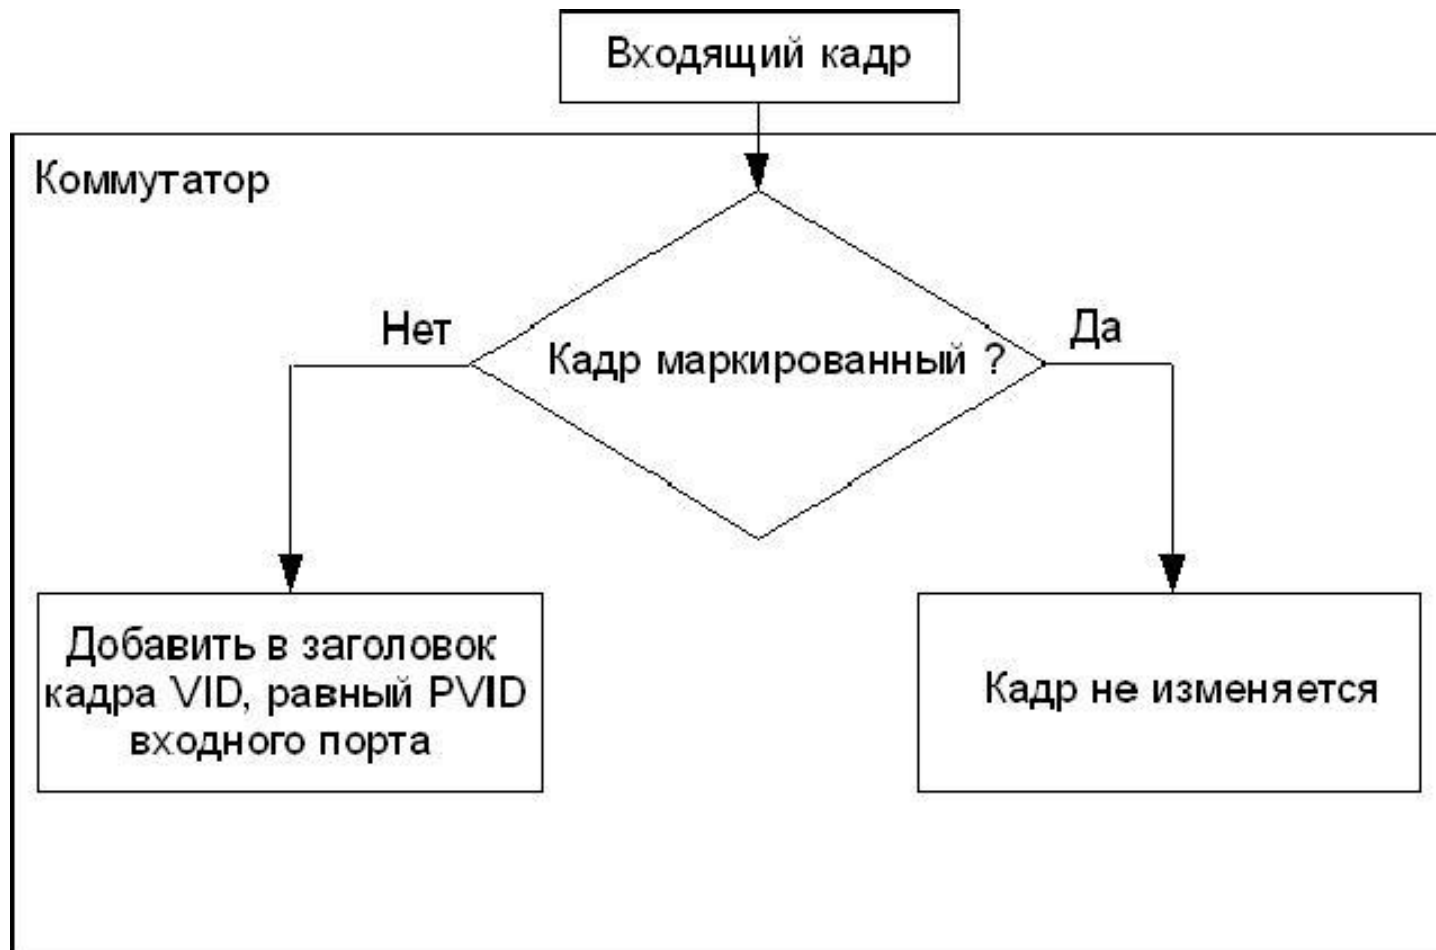 Входящий кадр
Коммутатор
Нет
Да
Кадр маркированный ?
Добавить в заголовок
кадра VID, равный PVID
входного порта
Кадр не изменяется